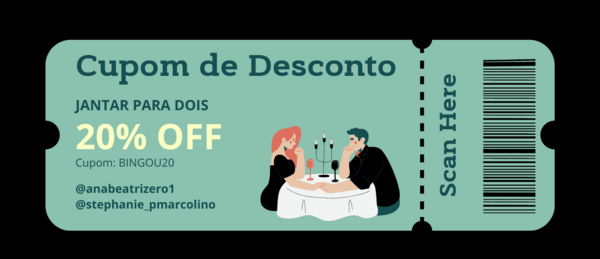 Cupom de Desconto
JANTAR PARA DOIS
20% OFF
Cupom: BINGOU20
@anabeatrizero1
@stephanie_pmarcolino
Scan Here